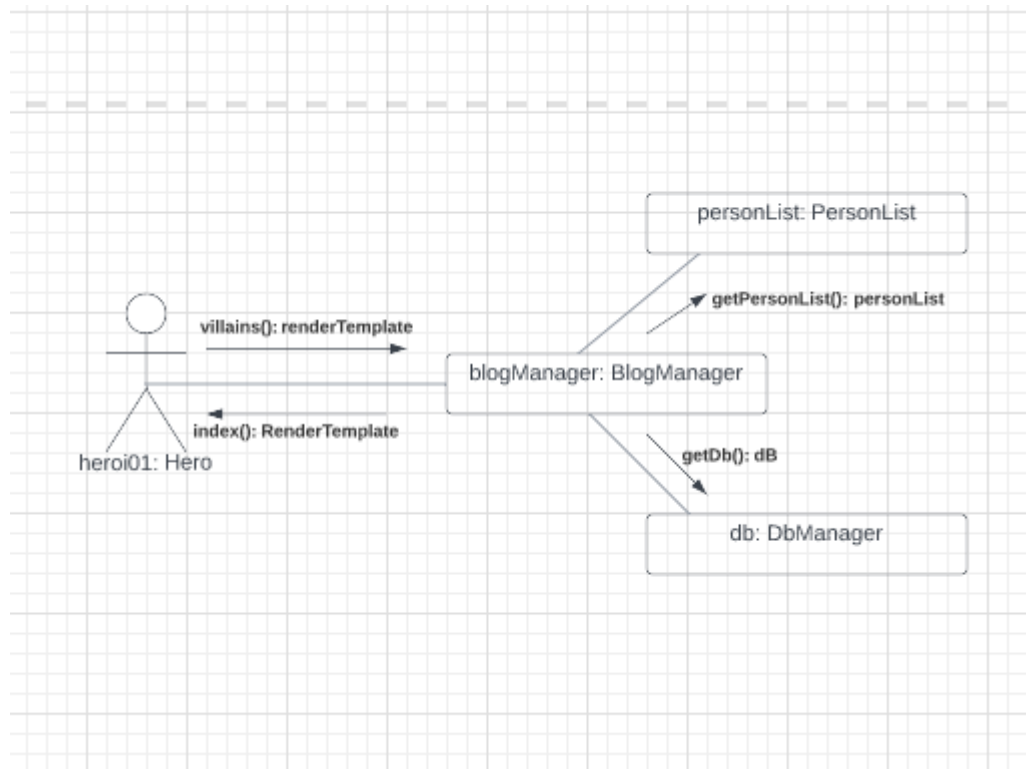 personList: PersonList
getPersonList(): personList
villains(): renderTemplate
blogManager: BlogManager
index(): RenderTemplate
heroi01: Hero
getDb(): dB
db: DbManager